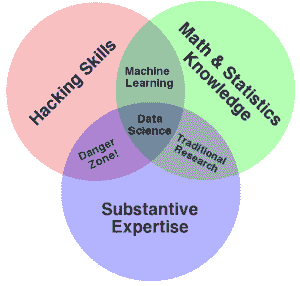 Hacking Skills
Math & Statistics
Knowledge
Machine
Learning
Data
Science
Danger
Zone!
Traditional
Research
Substantive
Expertise